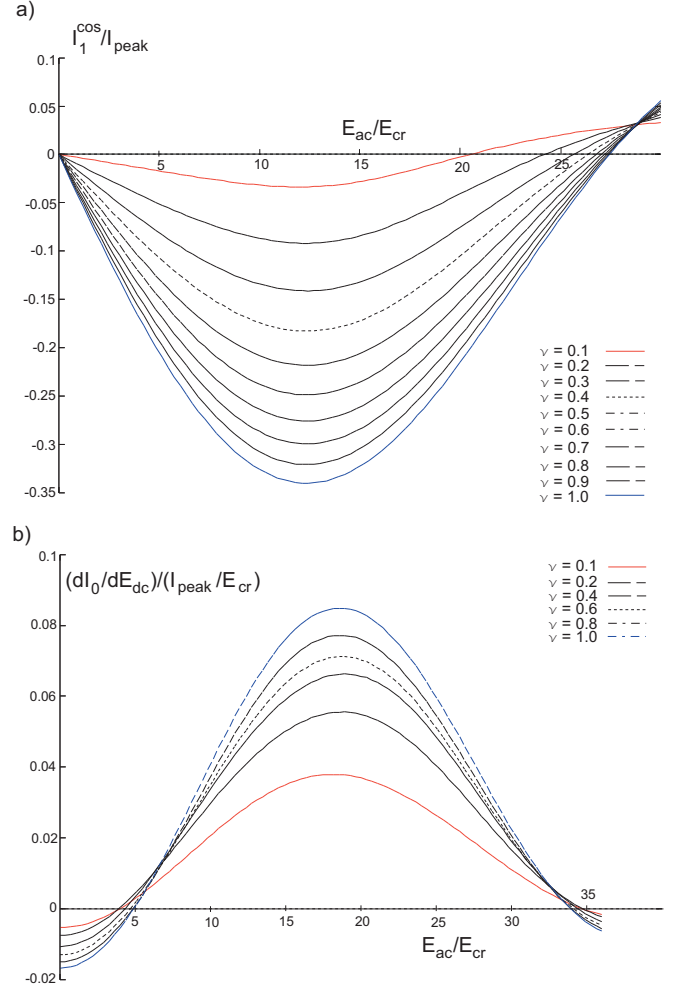 a)
I₁^cos/I_peak
0.1
0.05
0
-0.05
-0.1
-0.15
-0.2
-0.25
-0.3
-0.35
E_ac/E_cr
5 10 15 20 25
ν = 0.1
ν = 0.2
ν = 0.3
ν = 0.4
ν = 0.5
ν = 0.6
ν = 0.7
ν = 0.8
ν = 0.9
ν = 1.0
b)
(dI₀/dE_dc)/(I_peak/E_cr)
0.1
0.08
0.06
0.04
0.02
0
-0.02
ν = 0.1
ν = 0.2
ν = 0.4
ν = 0.6
ν = 0.8
ν = 1.0
35
5 10 15 20 25 30
E_ac/E_cr